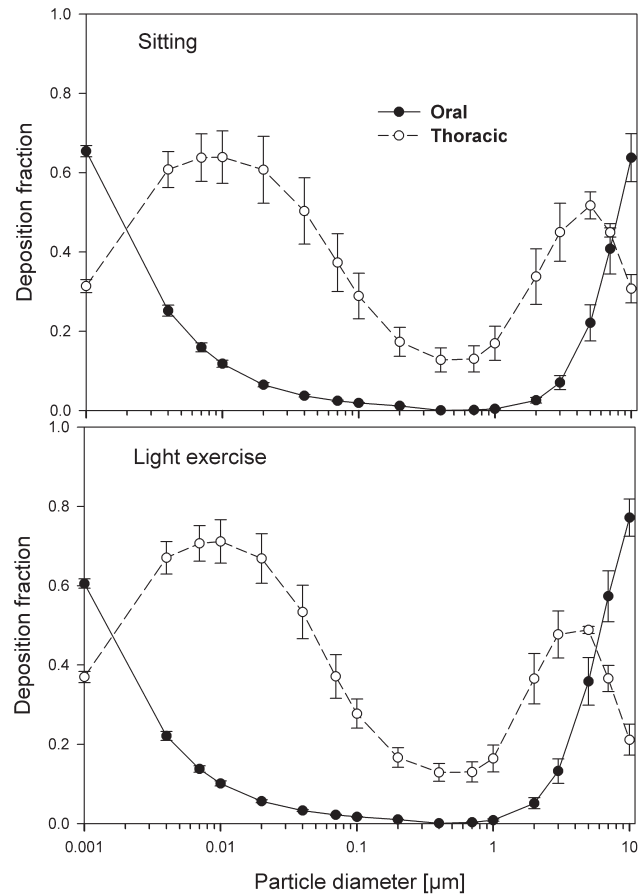 1.0
Sitting
0.8
Oral
Thoracic
0.6
Deposition fraction
0.4
0.2
0.0
1.0
Light exercise
0.8
0.6
Deposition fraction
0.4
0.2
0.0
0.001 0.01 0.1 1 10
Particle diameter [µm]